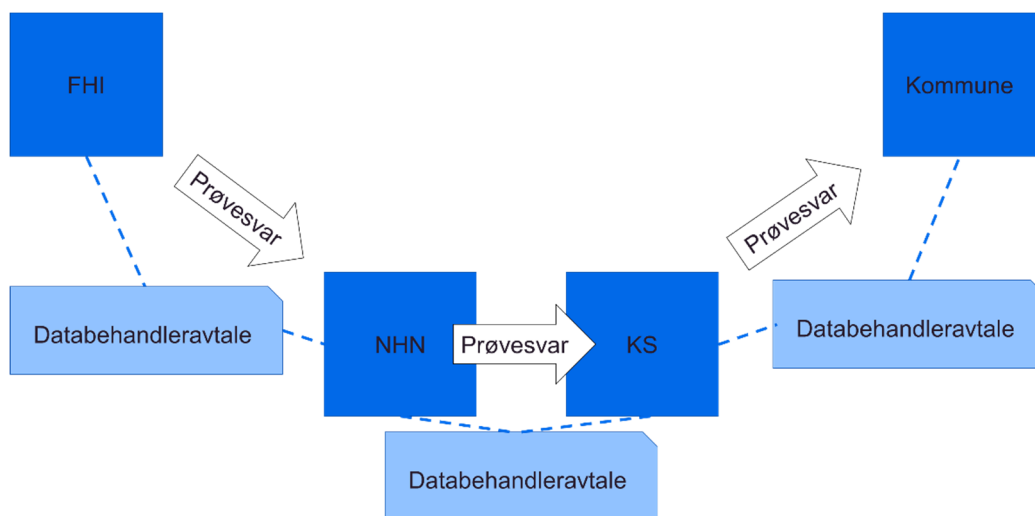 FHI
Kommune
Prøvesvar
Prøvesvar
Databehandleravtale
NHN
Prøvesvar
KS
Databehandleravtale
Databehandleravtale